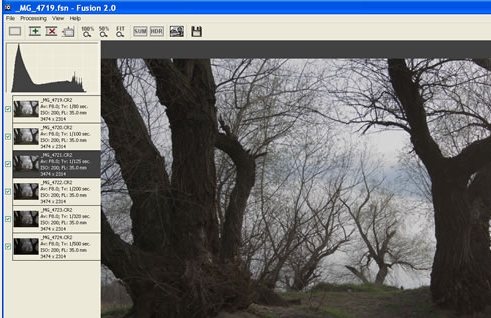 _MG_4719.fsn - Fusion 2.0
File Processing View Help
100% 50% FIT SUM HDR
_MG_4719.CR2
Av: F8.0; Tv: 1/80 sec.
ISO: 200; FL: 35.0 mm
3474 x 2314
_MG_4720.CR2
Av: F8.0; Tv: 1/100 sec.
ISO: 200; FL: 35.0 mm
3474 x 2314
_MG_4721.CR2
Av: F8.0; Tv: 1/125 sec.
ISO: 200; FL: 35.0 mm
3474 x 2314
_MG_4722.CR2
Av: F8.0; Tv: 1/200 sec.
ISO: 200; FL: 35.0 mm
3474 x 2314
_MG_4723.CR2
Av: F8.0; Tv: 1/320 sec.
ISO: 200; FL: 35.0 mm
3474 x 2314
_MG_4724.CR2
Av: F8.0; Tv: 1/500 sec.
ISO: 200; FL: 35.0 mm
3474 x 2314